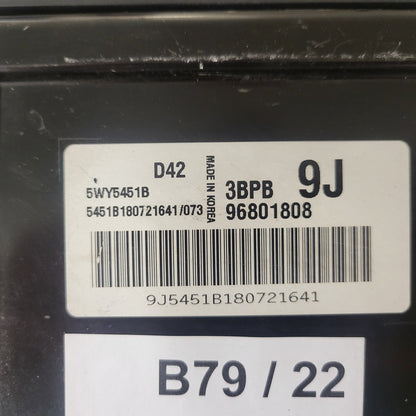 D42
5WY5451B
5451B180721641/073
MADE IN KOREA
3BPB 9J
96801808
9J5451B180721641
B79 / 22